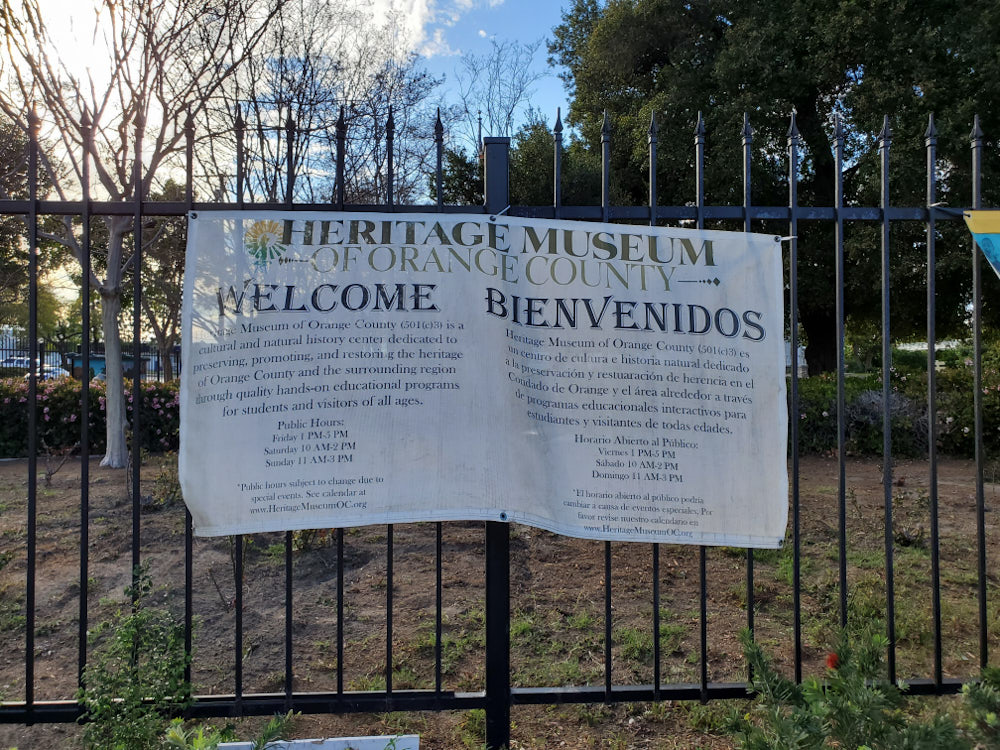 HERITAGE MUSEUM
OF ORANGE COUNTY
WELCOME
Museum of Orange County (501(c)3) is a
cultural and natural history center dedicated to
preserving, promoting, and restoring the heritage
of Orange County and the surrounding region
through quality hands-on educational programs
for students and visitors of all ages.
Public Hours:
Friday 1 PM-5 PM
Saturday 10 AM-2 PM
Sunday 11 AM-3 PM
*Public hours subject to change due to
special events. See calendar at
www.HeritageMuseumOC.org
BIENVENIDOS
Heritage Museum of Orange County (501(c)3) es
un centro de cultura e historia natural dedicado
a la preservación y restuaración de herencia en el
Condado de Orange y el área alrededor a través
de programas educacionales interactivos para
estudiantes y visitantes de todas edades.
Horario Abierto al Público:
Viernes 1 PM-5 PM
Sábado 10 AM-2 PM
Domingo 11 AM-3 PM
*El horario abierto al público podría
cambiar a causa de eventos especiales. Por
favor revise nuestro calendario en
www.HeritageMuseumOC.org